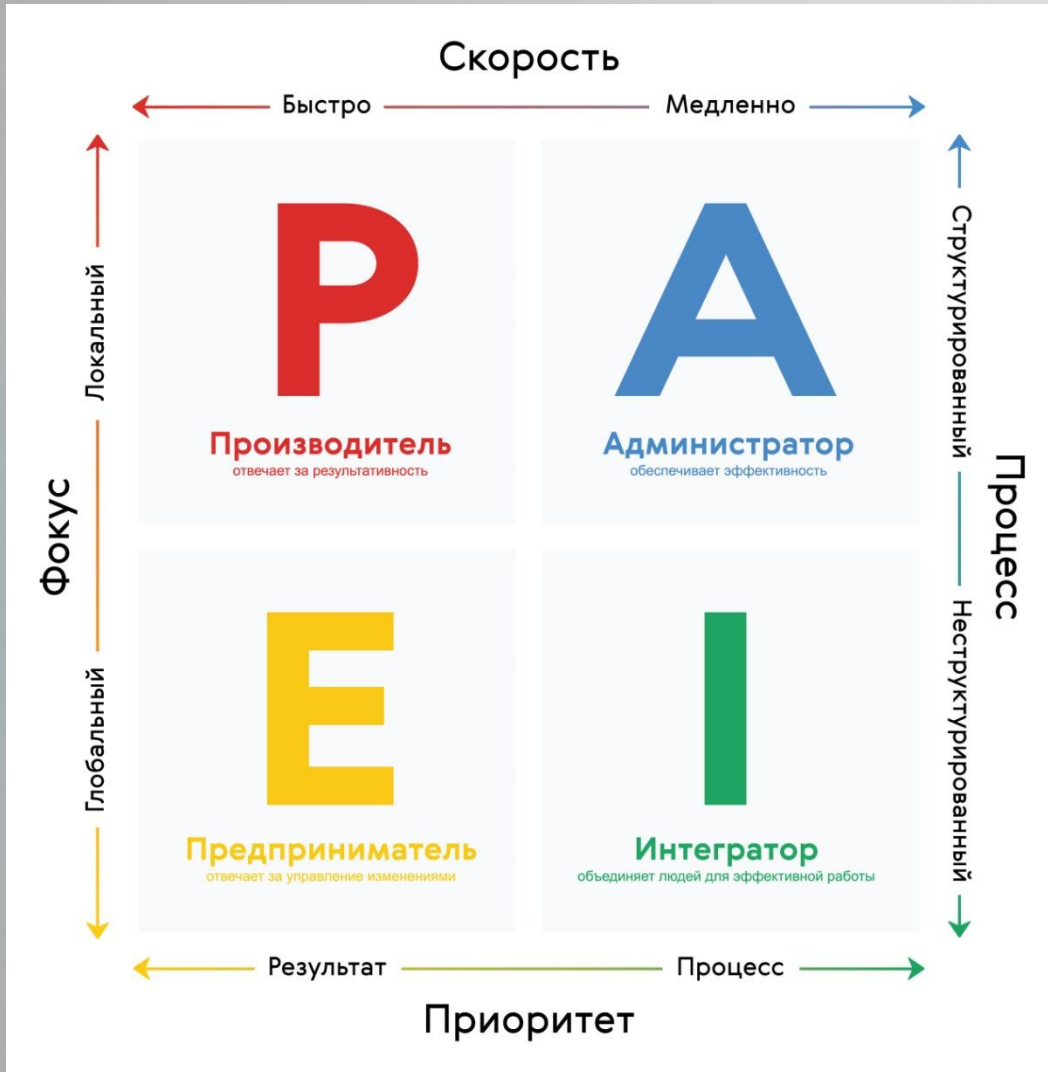 Скорость
Быстро
Медленно
P
A
Производитель
отвечает за результативность
Администратор
обеспечивает эффективность
Локальный
Фокус
Глобальный
Структурированный
Процесс
Неструктурированный
E
I
Предприниматель
отвечает за управление изменениями
Интегратор
объединяет людей для эффективной работы
Результат
Процесс
Приоритет